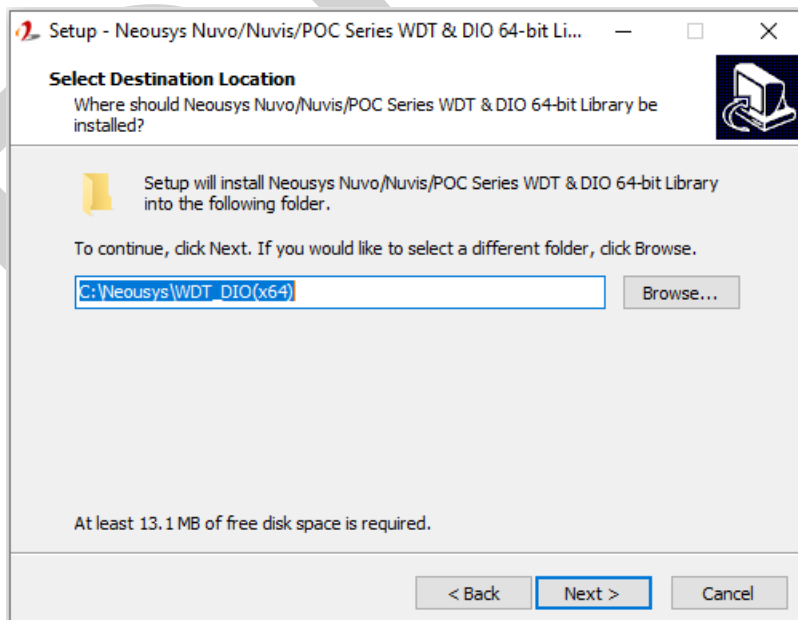 Setup - Neousys Nuvo/Nuvis/POC Series WDT & DIO 64-bit Li...
Select Destination Location
Where should Neousys Nuvo/Nuvis/POC Series WDT & DIO 64-bit Library be
installed?
Setup will install Neousys Nuvo/Nuvis/POC Series WDT & DIO 64-bit Library
into the following folder.
To continue, click Next. If you would like to select a different folder, click Browse.
C:\Neousys\WDT_DIO(x64)
Browse...
At least 13.1 MB of free disk space is required.
< Back
Next >
Cancel